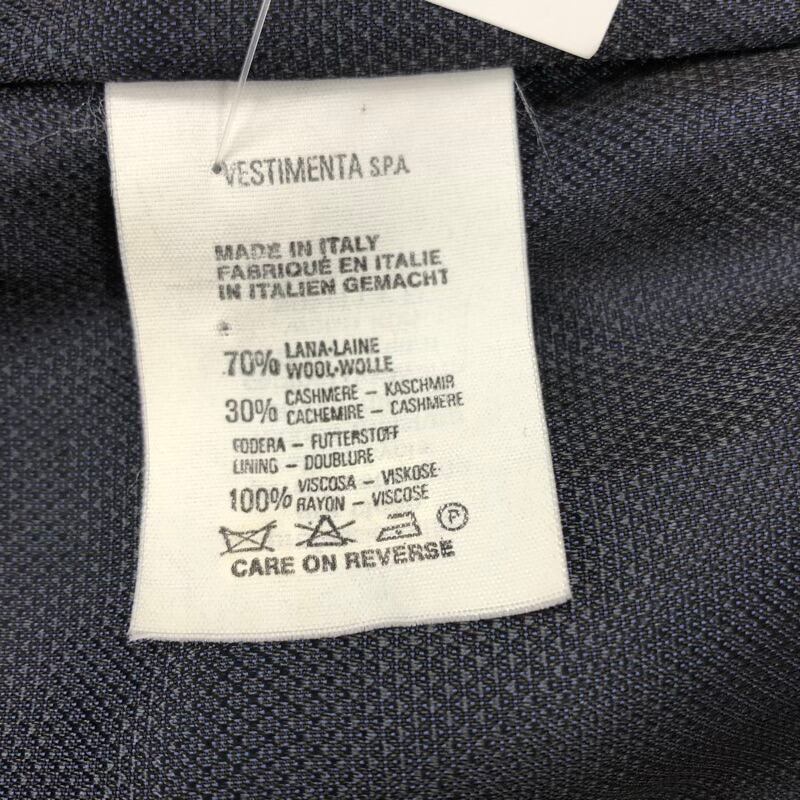 VESTIMENTA S.P.A.
MADE IN ITALY
FABRIQUÉ EN ITALIE
IN ITALIEN GEMACHT
70% LANA-LAINE
WOOL-WOLLE
30% CASHMERE – KASCHMIR
CACHEMIRE – CASHMERE
FODERA – FUTTERSTOFF
LINING – DOUBLURE
100% VISCOSA – VISKOSE
RAYON – VISCOSE
P
CARE ON REVERSE